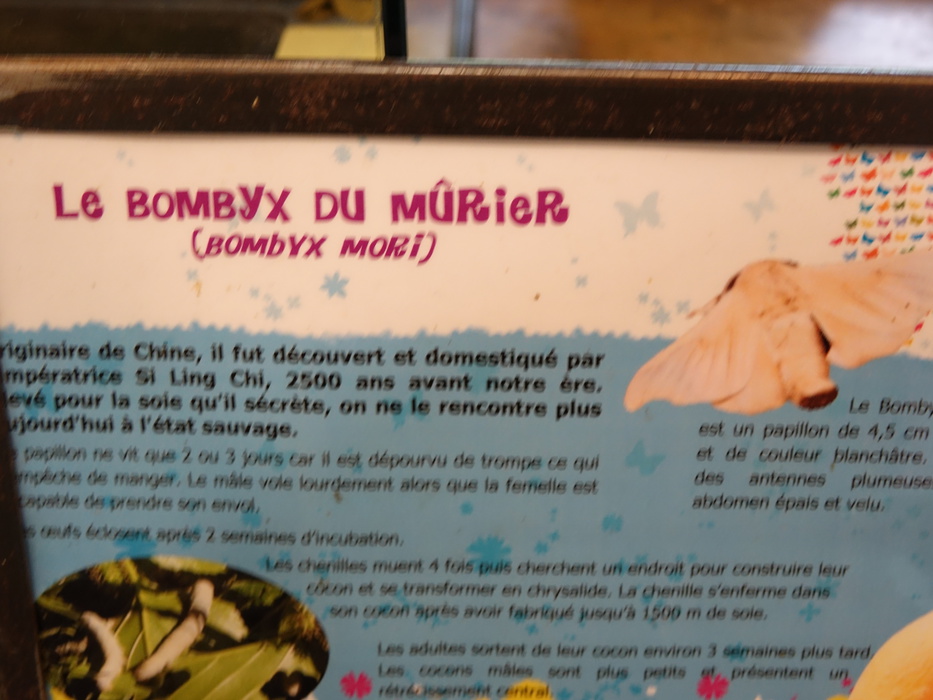 Le BOMBYX DU MÛRieR
(BOMBYX MORi)
riginaire de Chine, il fut découvert et domestiqué par
mpératrice Si Ling Chi, 2500 ans avant notre ère.
evé pour la soie qu'il sécrète, on ne le rencontre plus
ujourd'hui à l'état sauvage.
papillon ne vit que 2 ou 3 jours car il est dépourvu de trompe ce qui
mpêche de manger. Le mâle vole lourdement alors que la femelle est
capable de prendre son envol.
s œufs éclosent après 2 semaines d'incubation.
Le Bomby
est un papillon de 4,5 cm
et de couleur blanchâtre.
des antennes plumeuse
abdomen épais et velu.
Les chenilles muent 4 fois puis cherchent un endroit pour construire leur
cocon et se transformer en chrysalide. La chenille s'enferme dans
son cocon après avoir fabriqué jusqu'à 1500 m de soie.
Les adultes sortent de leur cocon environ 3 semaines plus tard.
Les cocons mâles sont plus petits et présentent un
rétrécissement central.